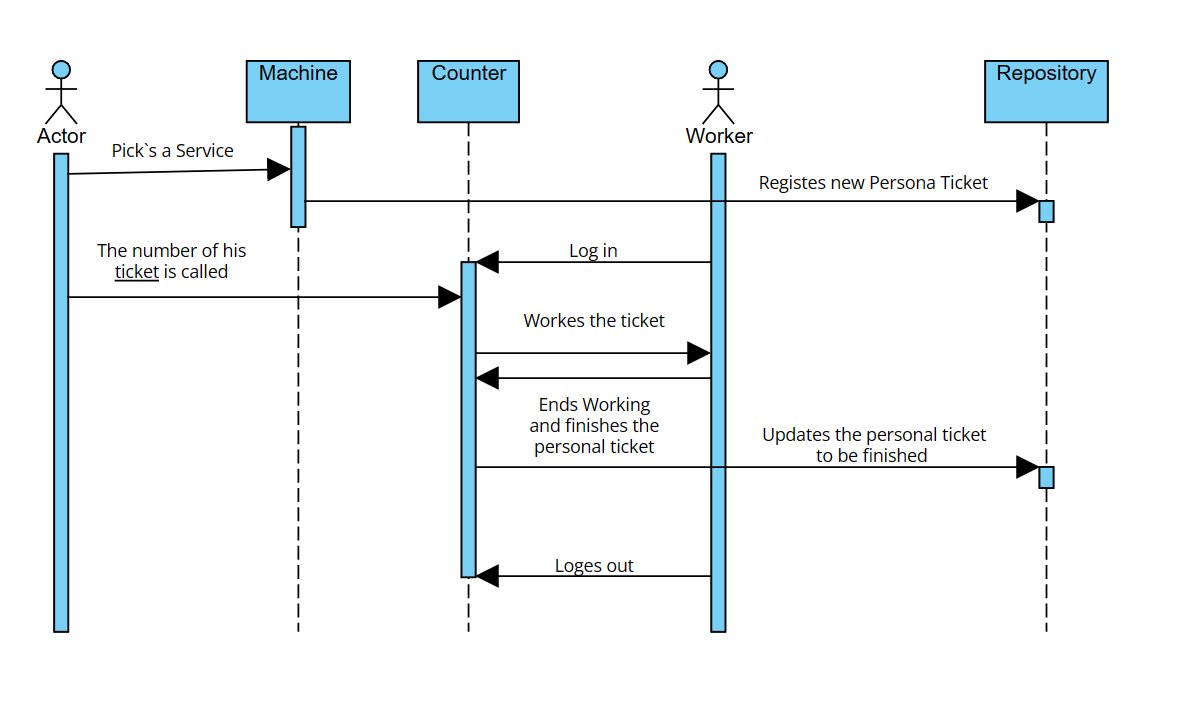 Machine
Counter
Repository
Actor
Worker
Pick`s a Service
Registes new Persona Ticket
The number of his
ticket is called
Log in
Workes the ticket
Ends Working
and finishes the
personal ticket
Updates the personal ticket
to be finished
Loges out